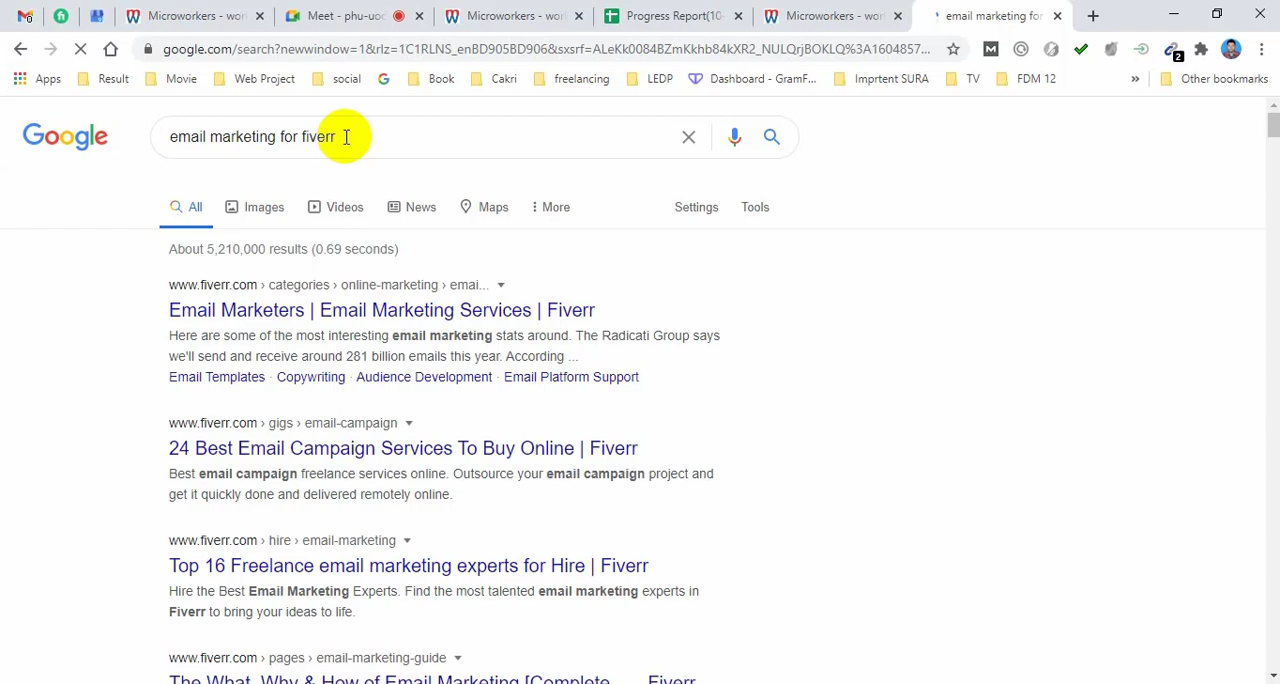 Microworkers - wor
Meet - phu-uoc
Microworkers - wor
Progress Report(10-
Microworkers - wor
email marketing for
google.com/search?newwindow=1&rlz=1C1RLNS_enBD905BD906&sxsrf=ALeKk0084BZmKkhb84kXR2_NULQrjBOKLQ%3A1604857...
2
Apps
Result
Movie
Web Project
social
Book
Cakri
freelancing
LEDP
Dashboard - GramF...
Imprtent SURA
TV
FDM 12
»
Other bookmarks
Google
email marketing for fiverr
All
Images
Videos
News
Maps
More
Settings
Tools
About 5,210,000 results (0.69 seconds)
www.fiverr.com › categories › online-marketing › emai...
Email Marketers | Email Marketing Services | Fiverr
Here are some of the most interesting email marketing stats around. The Radicati Group says
we'll send and receive around 281 billion emails this year. According ...
Email Templates · Copywriting · Audience Development · Email Platform Support
www.fiverr.com › gigs › email-campaign
24 Best Email Campaign Services To Buy Online | Fiverr
Best email campaign freelance services online. Outsource your email campaign project and
get it quickly done and delivered remotely online.
www.fiverr.com › hire › email-marketing
Top 16 Freelance email marketing experts for Hire | Fiverr
Hire the Best Email Marketing Experts. Find the most talented email marketing experts in
Fiverr to bring your ideas to life.
www.fiverr.com › pages › email-marketing-guide
The What, Why & How of Email Marketing [Complete ... - Fiverr